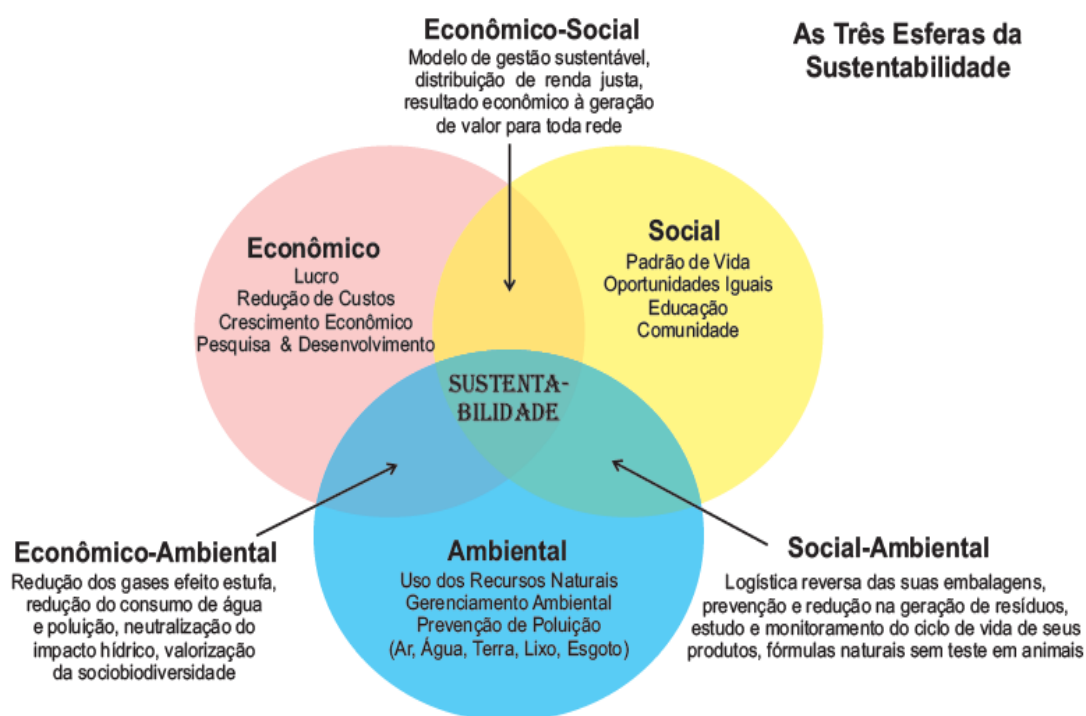 Econômico-Social
Modelo de gestão sustentável,
distribuição de renda justa,
resultado econômico à geração
de valor para toda rede
As Três Esferas da
Sustentabilidade
Econômico
Lucro
Redução de Custos
Crescimento Econômico
Pesquisa & Desenvolvimento
Social
Padrão de Vida
Oportunidades Iguais
Educação
Comunidade
SUSTENTA-
BILIDADE
Econômico-Ambiental
Redução dos gases efeito estufa,
redução do consumo de água
e poluição, neutralização do
impacto hídrico, valorização
da sociobiodiversidade
Ambiental
Uso dos Recursos Naturais
Gerenciamento Ambiental
Prevenção de Poluição
(Ar, Água, Terra, Lixo, Esgoto)
Social-Ambiental
Logística reversa das suas embalagens,
prevenção e redução na geração de resíduos,
estudo e monitoramento do ciclo de vida de seus
produtos, fórmulas naturais sem teste em animais